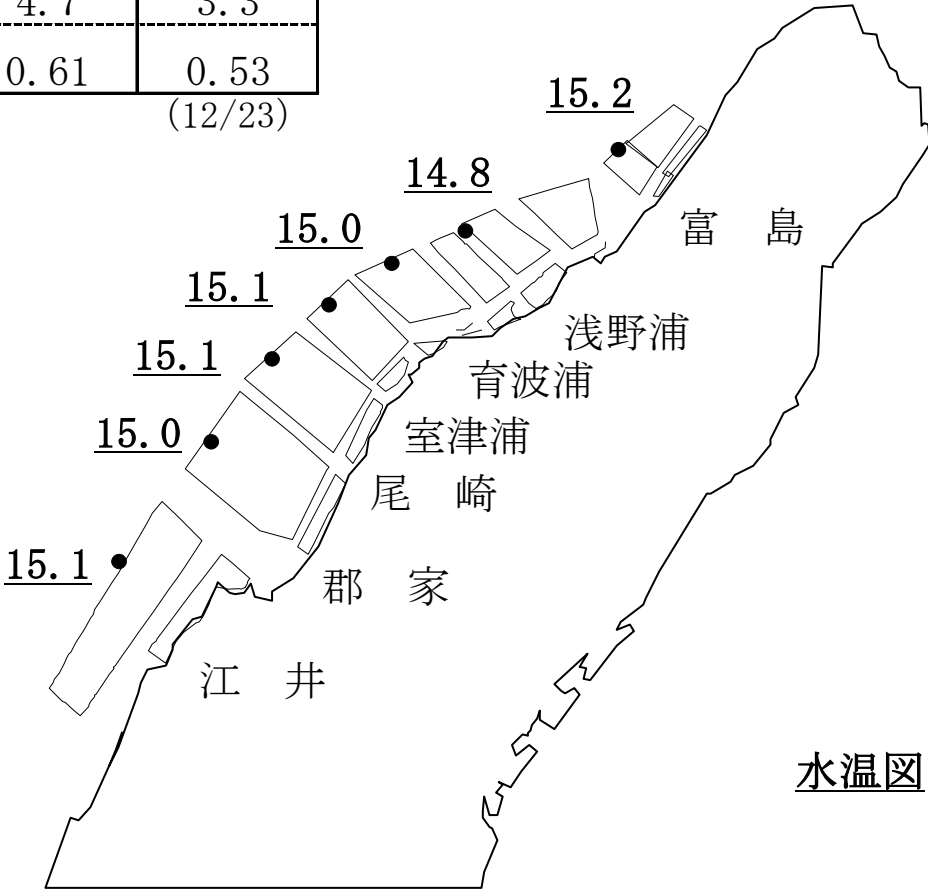 4.7 3.3
0.61 0.53
(12/23)
15.2
14.8
15.0
15.1
15.1
15.0
15.1
富 島
浅野浦
育波浦
室津浦
尾 崎
郡 家
江 井
水温図